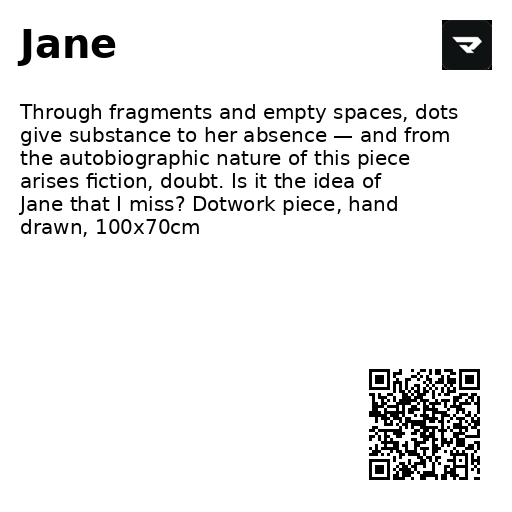 Jane
Through fragments and empty spaces, dots
give substance to her absence — and from
the autobiographic nature of this piece
arises fiction, doubt. Is it the idea of
Jane that I miss? Dotwork piece, hand
drawn, 100x70cm